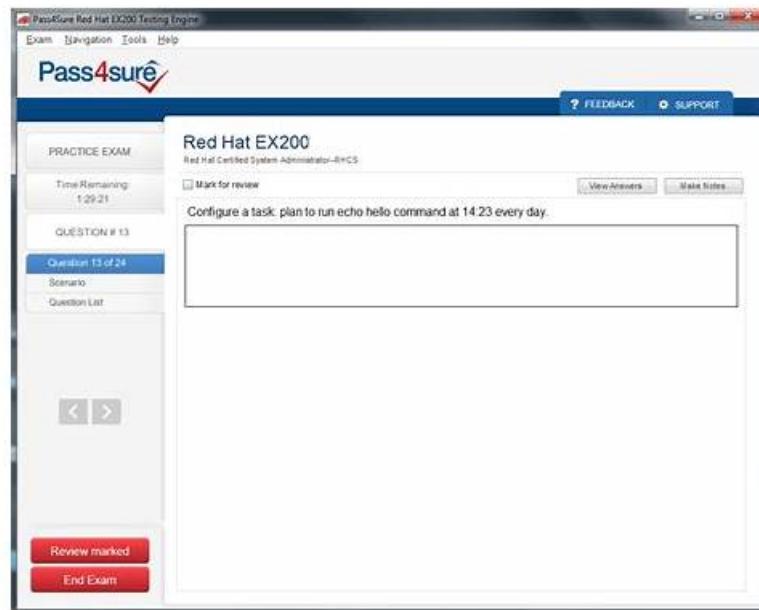 Pass4Sure Red Hat EX200 Testing Engine
Exam Navigation Tools Help
Pass4surê
? FEEDBACK SUPPORT
PRACTICE EXAM
Time Remaining:
1:29:21
QUESTION # 13
Question 13 of 24
Scenario
Question List
Red Hat EX200
Red Hat Certified System Administrator-RHCS
Mark for review
View Answers Make Notes
Configure a task: plan to run echo hello command at 14:23 every day.
Review marked
End Exam